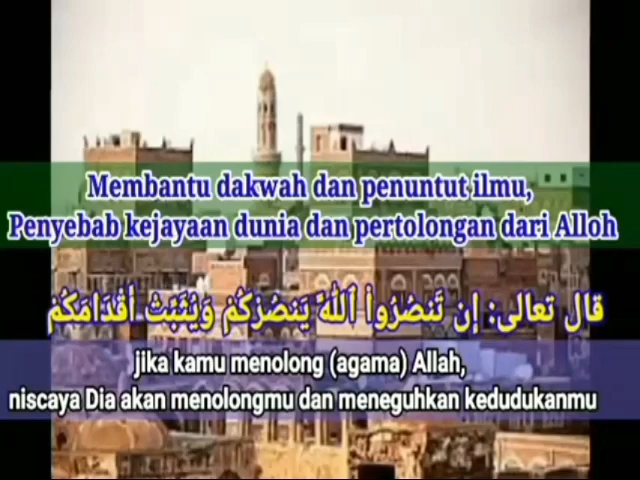 Membantu dakwah dan penuntut ilmu,
Penyebab kejayaan dunia dan pertolongan dari Alloh
قال تعالى: إِن تَنصُرُوا۟ ٱللَّهَ يَنصُرْكُمْ وَيُثَبِّتْ أَقْدَامَكُمْ
jika kamu menolong (agama) Allah,
niscaya Dia akan menolongmu dan meneguhkan kedudukanmu